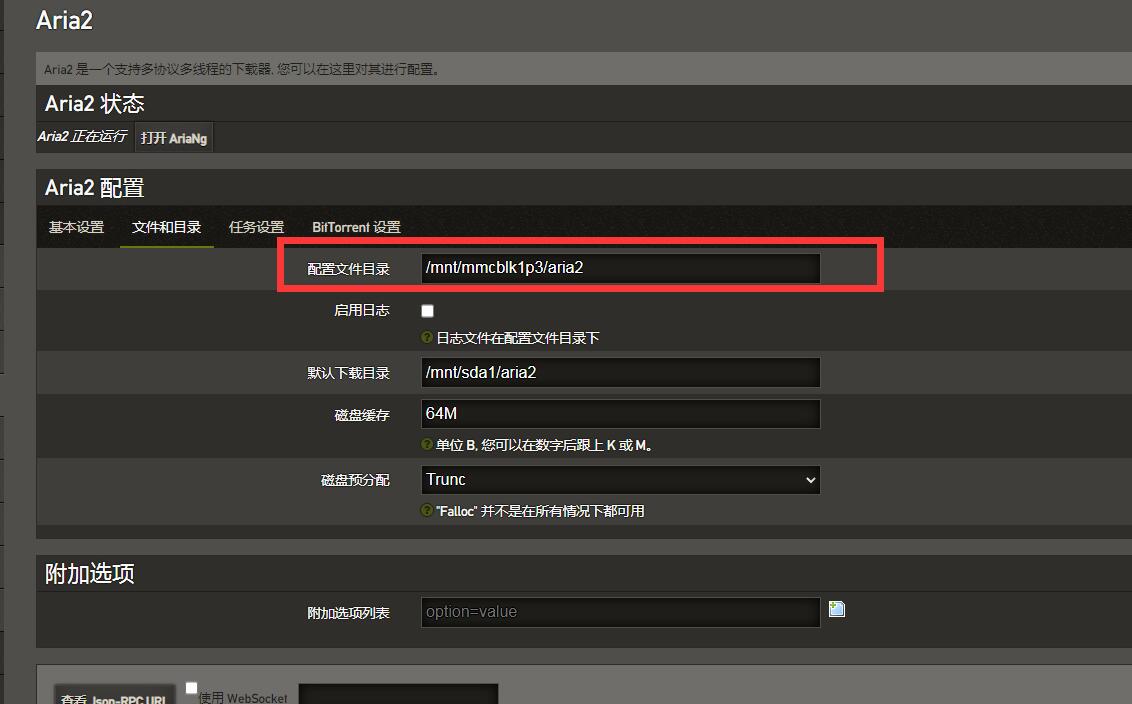 Aria2
Aria2 是一个支持多协议多线程的下载器, 您可以在这里对其进行配置。
Aria2 状态
Aria2 正在运行 打开 AriaNg
Aria2 配置
基本设置 文件和目录 任务设置 BitTorrent 设置
配置文件目录 /mnt/mmcblk1p3/aria2
启用日志
日志文件在配置文件目录下
默认下载目录 /mnt/sda1/aria2
磁盘缓存 64M
单位 B, 您可以在数字后跟上 K 或 M。
磁盘预分配 Trunc
"Falloc" 并不是在所有情况下都可用
附加选项
附加选项列表 option=value
查看 Json-RPC URL 使用 WebSocket